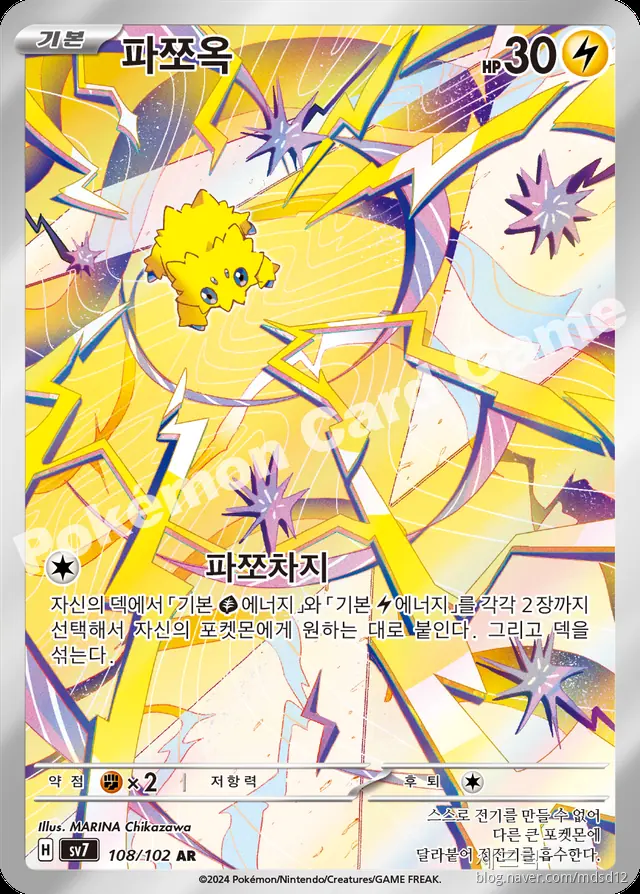 기본 파쪼옥 HP 30
Pokémon Card Game
파쪼차지
자신의 덱에서 「기본 에너지」와 「기본 에너지」를 각각 2장까지
선택해서 자신의 포켓몬에게 원하는 대로 붙인다. 그리고 덱을
섞는다.
약점 ×2 저항력 후퇴
스스로 전기를 만들 수 없어
다른 큰 포켓몬에
달라붙어 정전기를 흡수한다.
Illus. MARINA Chikazawa
H sv7 108/102 AR
©2024 Pokémon/Nintendo/Creatures/GAME FREAK.
blog.naver.com/mdsd12